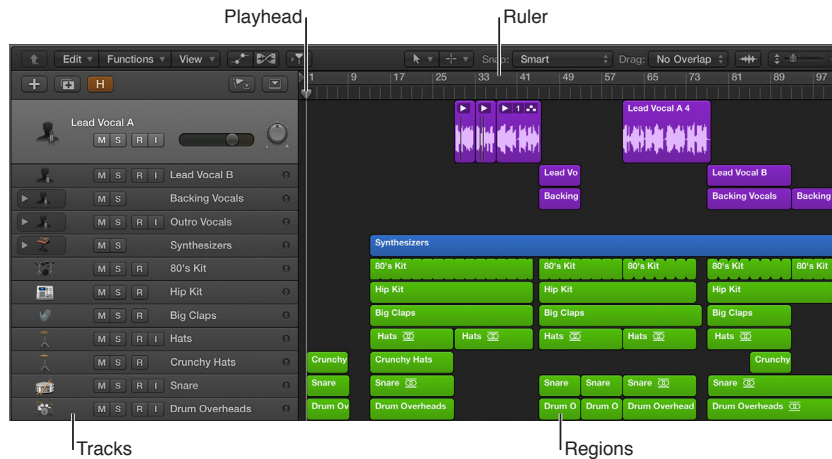 Playhead
Ruler
Edit Functions View Snap: Smart Drag: No Overlap
H 1 9 17 25 33 41 49 57 65 73 81 89 97
Lead Vocal A
M S R I
1
Lead Vocal A 4
M S R I Lead Vocal B Lead Vo Lead Vocal B
M S Backing Vocals Backing Backing Vocals Backing
M S R I Outro Vocals
M S Synthesizers Synthesizers
M S R 80's Kit 80's Kit 80's Kit 80's Kit 80's Kit 80's Kit
M S R Hip Kit Hip Kit Hip Kit Hip Kit
M S R Big Claps Big Claps Big Claps Big Claps
M S R I Hats Hats Hats Hats Hats Hats
M S R Crunchy Hats Crunchy Crunchy Hats Crunchy
M S R I Snare Snare Snare Snare Snare Snare Snare
M S R I Drum Overheads Drum Ov Drum Overheads Drum O Drum O Drum Overhead Drum Overheads
Tracks
Regions